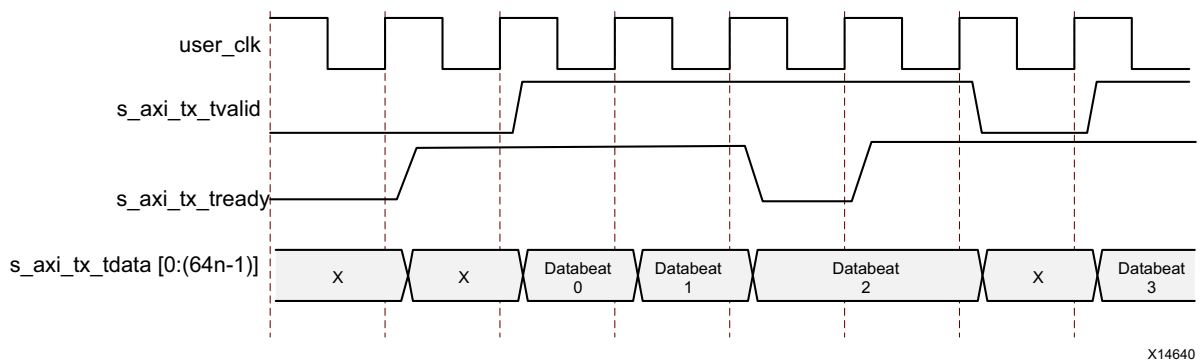 user_clk
s_axi_tx_tvalid
s_axi_tx_tready
s_axi_tx_tdata [0:(64n-1)]
X
X
Databeat
0
Databeat
1
Databeat
2
X
Databeat
3
X14640